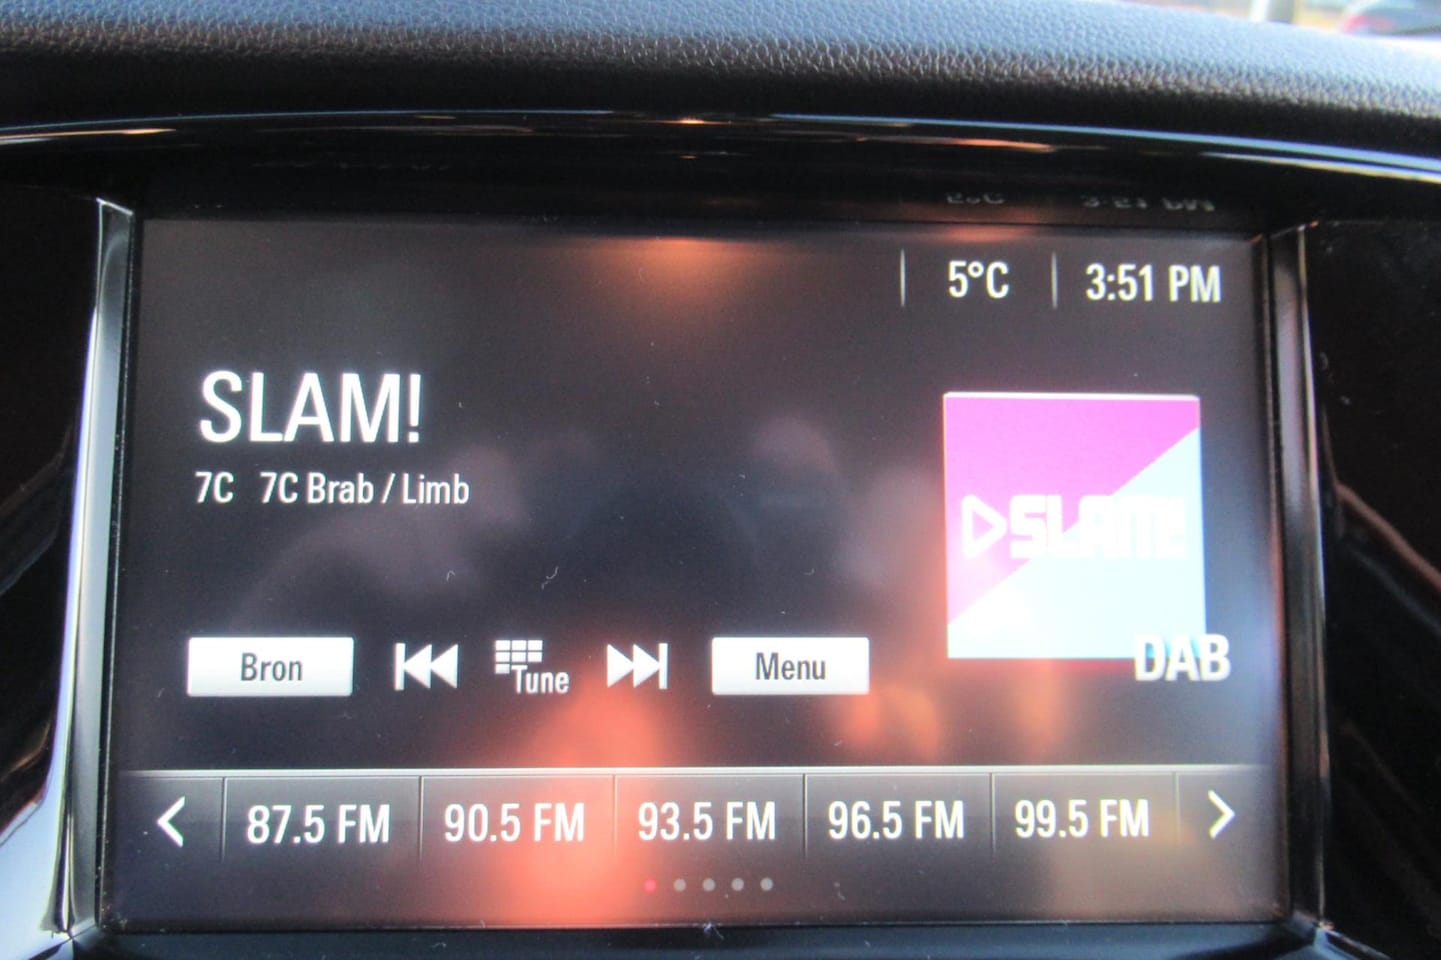 5°C 3:51 PM
SLAM!
7C 7C Brab / Limb
SLAM!
DAB
Bron Tune Menu
87.5 FM 90.5 FM 93.5 FM 96.5 FM 99.5 FM